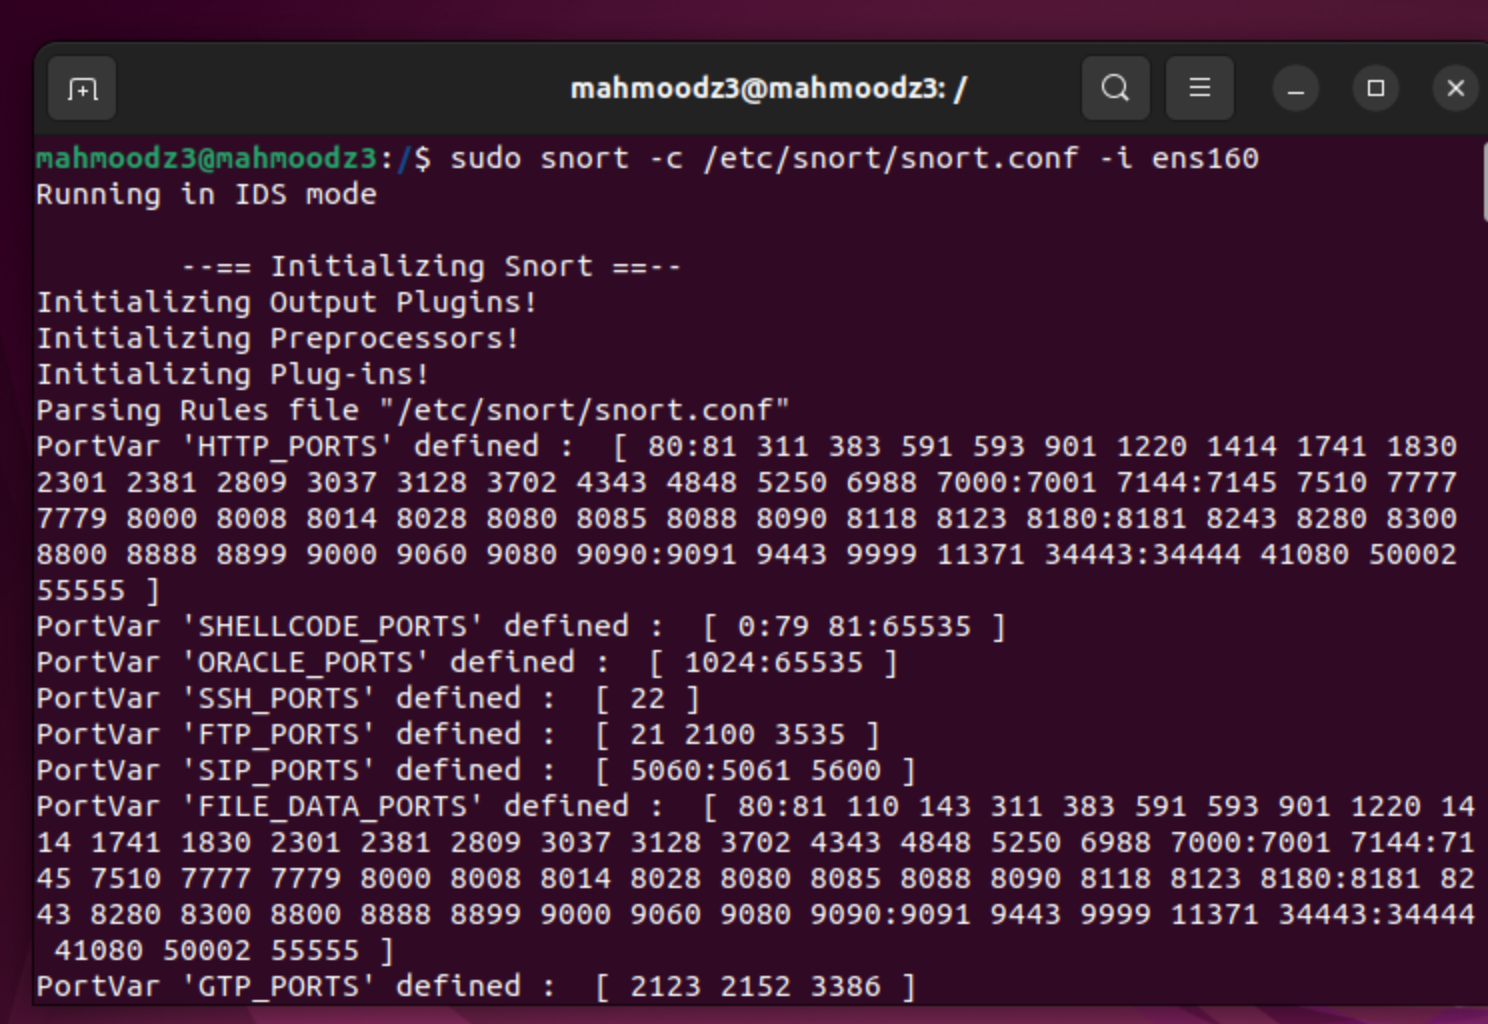 mahmoodz3@mahmoodz3: /
mahmoodz3@mahmoodz3:/$ sudo snort -c /etc/snort/snort.conf -i ens160
Running in IDS mode
--== Initializing Snort ==--
Initializing Output Plugins!
Initializing Preprocessors!
Initializing Plug-ins!
Parsing Rules file "/etc/snort/snort.conf"
PortVar 'HTTP_PORTS' defined :  [ 80:81 311 383 591 593 901 1220 1414 1741 1830
2301 2381 2809 3037 3128 3702 4343 4848 5250 6988 7000:7001 7144:7145 7510 7777
7779 8000 8008 8014 8028 8080 8085 8088 8090 8118 8123 8180:8181 8243 8280 8300
8800 8888 8899 9000 9060 9080 9090:9091 9443 9999 11371 34443:34444 41080 50002
55555 ]
PortVar 'SHELLCODE_PORTS' defined :  [ 0:79 81:65535 ]
PortVar 'ORACLE_PORTS' defined :  [ 1024:65535 ]
PortVar 'SSH_PORTS' defined :  [ 22 ]
PortVar 'FTP_PORTS' defined :  [ 21 2100 3535 ]
PortVar 'SIP_PORTS' defined :  [ 5060:5061 5600 ]
PortVar 'FILE_DATA_PORTS' defined :  [ 80:81 110 143 311 383 591 593 901 1220 14
14 1741 1830 2301 2381 2809 3037 3128 3702 4343 4848 5250 6988 7000:7001 7144:71
45 7510 7777 7779 8000 8008 8014 8028 8080 8085 8088 8090 8118 8123 8180:8181 82
43 8280 8300 8800 8888 8899 9000 9060 9080 9090:9091 9443 9999 11371 34443:34444
41080 50002 55555 ]
PortVar 'GTP_PORTS' defined :  [ 2123 2152 3386 ]